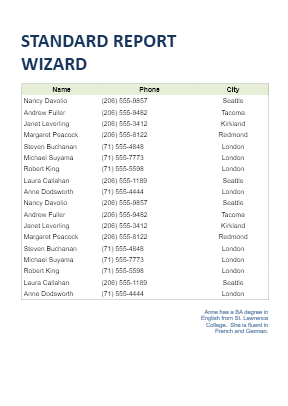 STANDARD REPORT
WIZARD
Name Phone City
Nancy Davolio (206) 555-9857 Seattle
Andrew Fuller (206) 555-9482 Tacoma
Janet Leverling (206) 555-3412 Kirkland
Margaret Peacock (206) 555-8122 Redmond
Steven Buchanan (71) 555-4848 London
Michael Suyama (71) 555-7773 London
Robert King (71) 555-5598 London
Laura Callahan (206) 555-1189 Seattle
Anne Dodsworth (71) 555-4444 London
Nancy Davolio (206) 555-9857 Seattle
Andrew Fuller (206) 555-9482 Tacoma
Janet Leverling (206) 555-3412 Kirkland
Margaret Peacock (206) 555-8122 Redmond
Steven Buchanan (71) 555-4848 London
Michael Suyama (71) 555-7773 London
Robert King (71) 555-5598 London
Laura Callahan (206) 555-1189 Seattle
Anne Dodsworth (71) 555-4444 London
Anne has a BA degree in
English from St. Lawrence
College. She is fluent in
French and German.